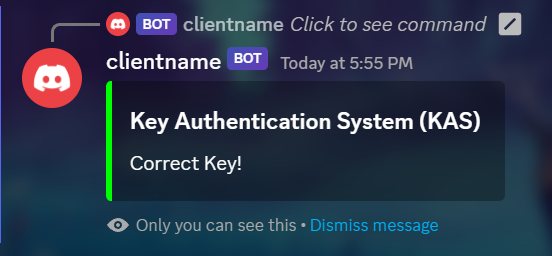 BOT clientname Click to see command
clientname BOT Today at 5:55 PM
Key Authentication System (KAS)
Correct Key!
Only you can see this • Dismiss message